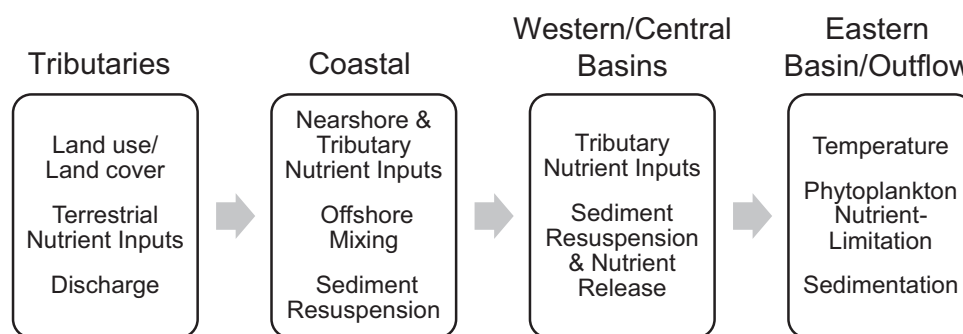 Tributaries
Land use/
Land cover
Terrestrial
Nutrient Inputs
Discharge
Coastal
Nearshore &
Tributary
Nutrient Inputs
Offshore
Mixing
Sediment
Resuspension
Western/Central
Basins
Tributary
Nutrient Inputs
Sediment
Resuspension
& Nutrient
Release
Eastern
Basin/Outflow
Temperature
Phytoplankton
Nutrient-
Limitation
Sedimentation